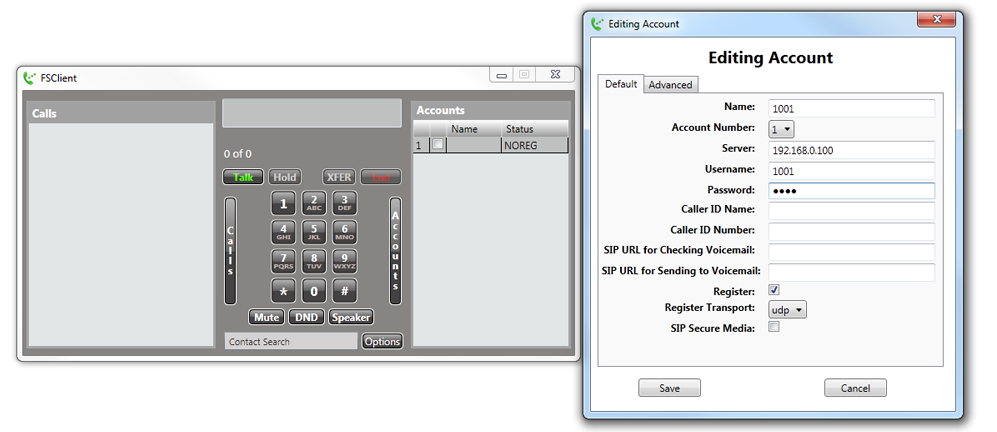 FSClient
Calls
0 of 0
Talk
Hold
XFER
1
2
ABC
3
DEF
4
GHI
5
JKL
6
MNO
7
PQRS
8
TUV
9
WXYZ
*
0
#
Calls
Accounts
Mute
DND
Speaker
Contact Search
Options
Accounts
Name
Status
1
NOREG
Editing Account
Editing Account
Default
Advanced
Name:
1001
Account Number:
1
Server:
192.168.0.100
Username:
1001
Password:
●●●●
Caller ID Name:
Caller ID Number:
SIP URL for Checking Voicemail:
SIP URL for Sending to Voicemail:
Register:
Register Transport:
udp
SIP Secure Media:
Save
Cancel